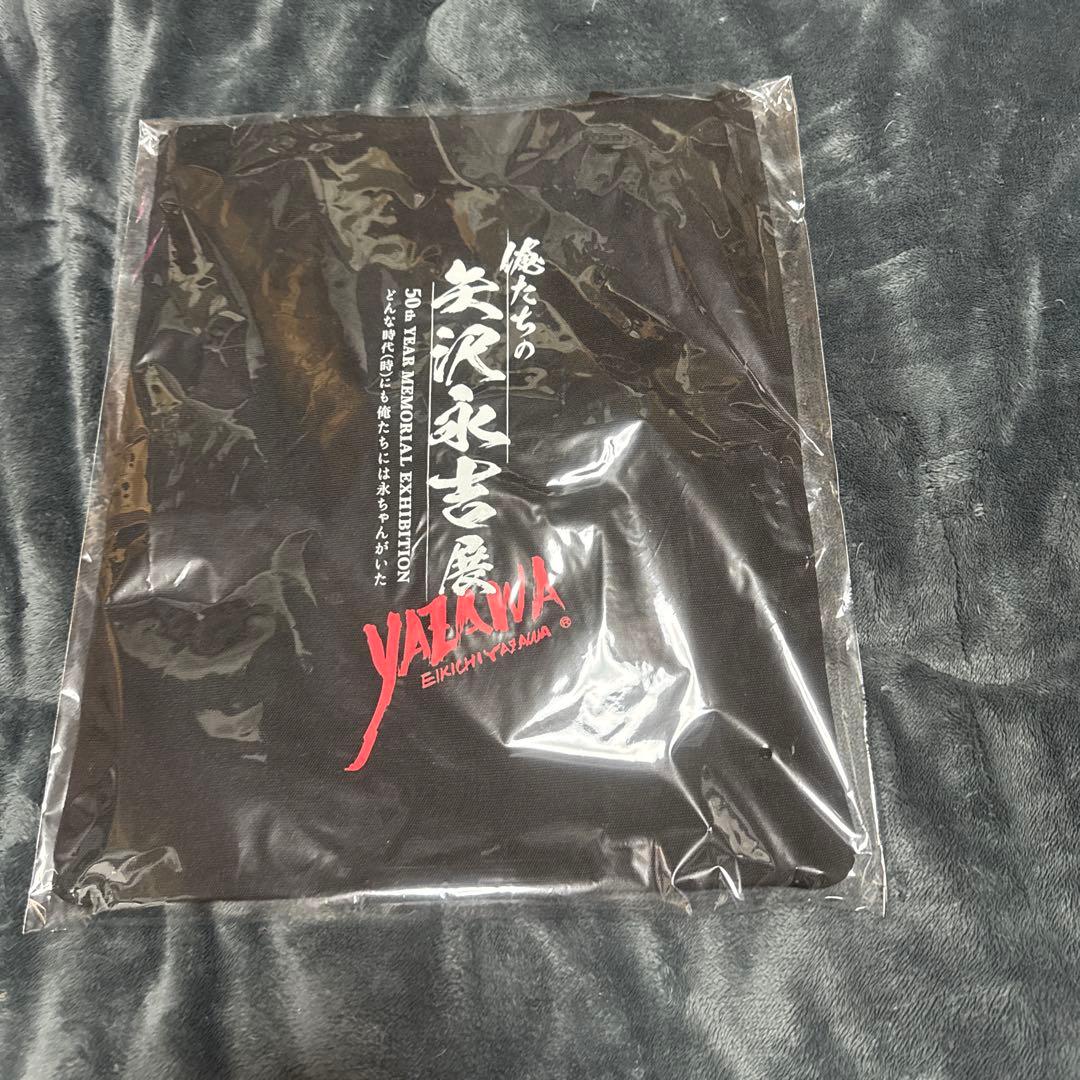 俺たちの
矢沢永吉展
50th YEAR MEMORIAL EXHIBITION
どんな時代(時)にも俺たちには永ちゃんがいた
YAZAWA
EIKICHI YAZAWA ®